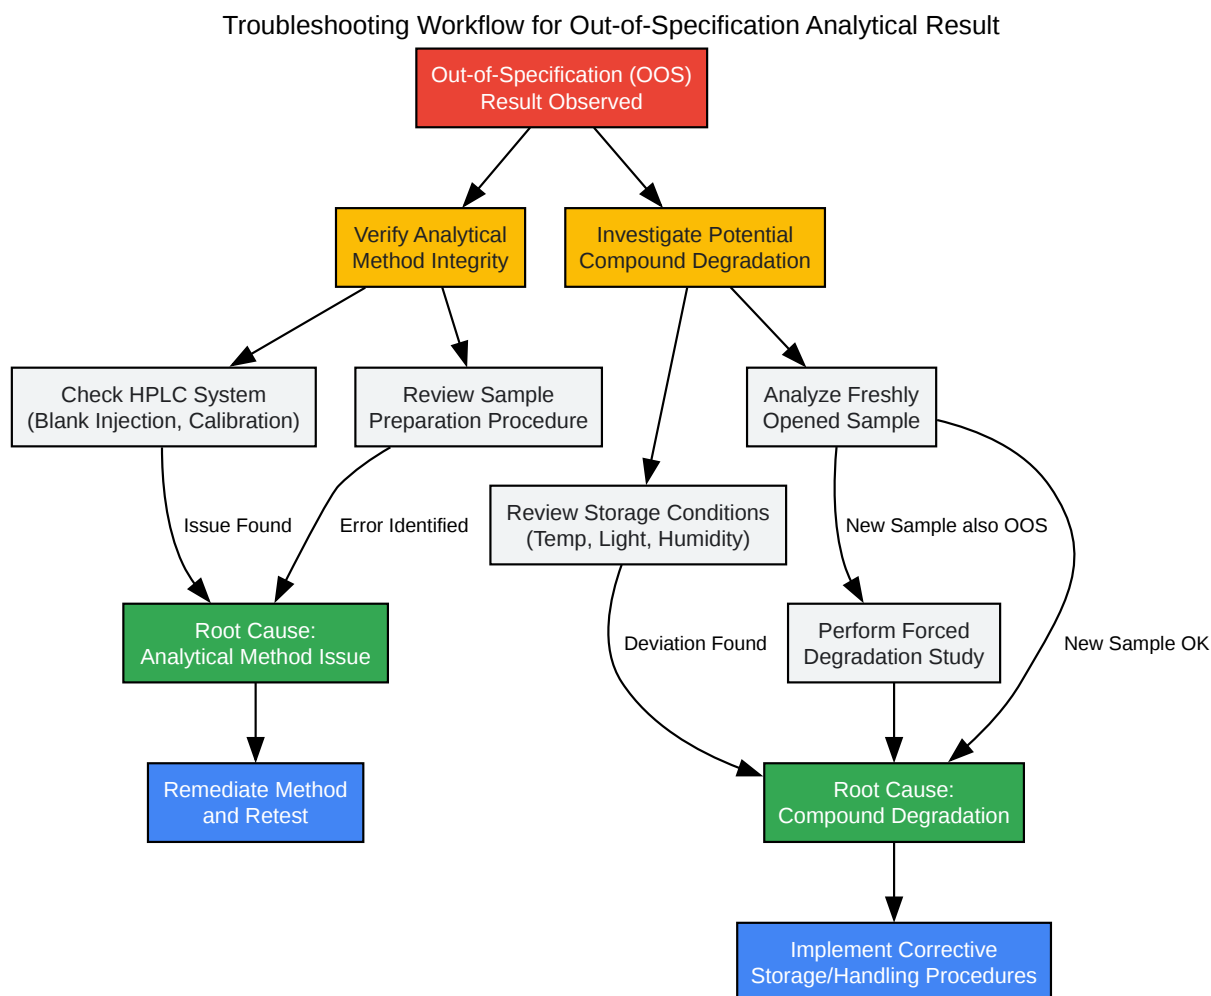 Troubleshooting Workflow for Out-of-Specification Analytical Result
Out-of-Specification (OOS)
Result Observed
Verify Analytical
Method Integrity
Investigate Potential
Compound Degradation
Check HPLC System
(Blank Injection, Calibration)
Review Sample
Preparation Procedure
Analyze Freshly
Opened Sample
Review Storage Conditions
(Temp, Light, Humidity)
Issue Found
Error Identified
New Sample also OOS
Root Cause:
Analytical Method Issue
Deviation Found
Perform Forced
Degradation Study
New Sample OK
Remediate Method
and Retest
Root Cause:
Compound Degradation
Implement Corrective
Storage/Handling Procedures